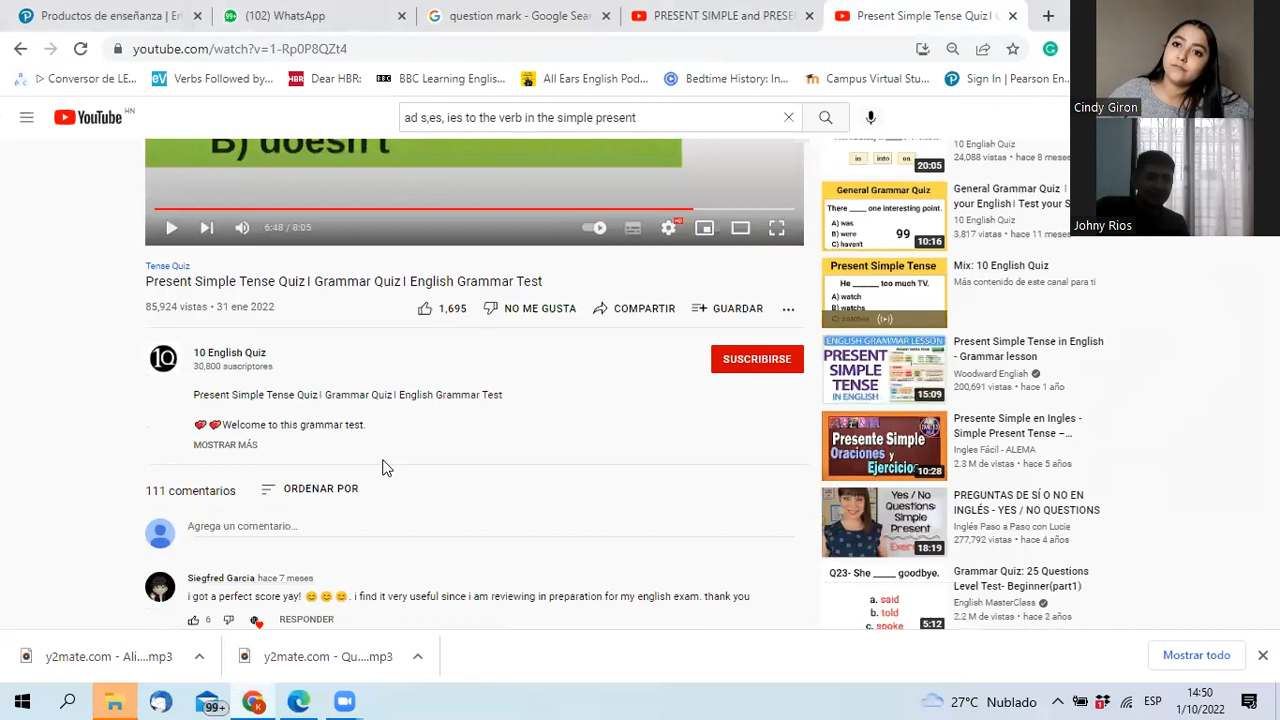 Productos de enseñanza | En
(102) WhatsApp
question mark - Google Sear
PRESENT SIMPLE and PRESE
Present Simple Tense Quiz|
youtube.com/watch?v=1-Rp0P8QZt4
Conversor de LE...
Verbs Followed by...
Dear HBR:
BBC Learning Englis...
All Ears English Pod...
Bedtime History: In...
Campus Virtual Stu...
Sign In | Pearson En...
Cindy Giron
YouTube HN
ad s,es, ies to the verb in the simple present
Johny Rios
B) doesn't
6:48 / 8:05
HD
Tense Quiz
Present Simple Tense Quiz| Grammar Quiz| English Grammar Test
85,924 vistas • 31 ene 2022
1,695
NO ME GUSTA
COMPARTIR
GUARDAR
10 English Quiz
30,800 suscriptores
SUSCRIBIRSE
Present Simple Tense Quiz| Grammar Quiz| English Grammar Test
Welcome to this grammar test.
MOSTRAR MÁS
111 comentarios
ORDENAR POR
Agrega un comentario...
Siegfred Garcia hace 7 meses
i got a perfect score yay! 😊😊😊. i find it very useful since i am reviewing in preparation for my english exam. thank you
6
RESPONDER
in into on
20:05
10 English Quiz
24,088 vistas • hace 8 meses
General Grammar Quiz
There ____ one interesting point.
A) was
B) were
C) haven't
99
10:16
General Grammar Quiz |
your English| Test your S
10 English Quiz
3,817 vistas • hace 11 meses
Present Simple Tense
He ____ too much TV.
A) watch
B) watchs
C) watches
Mix: 10 English Quiz
Más contenido de este canal para ti
ENGLISH GRAMMAR LESSON
PRESENT
SIMPLE
TENSE
IN ENGLISH
15:09
Present Simple Tense in English
- Grammar lesson
Woodward English
200,691 vistas • hace 1 año
Presente Simple
Oraciones y
Ejercicios
10:28
Presente Simple en Ingles -
Simple Present Tense –...
Ingles Fácil - ALEMA
2.3 M de vistas • hace 5 años
Yes / No
Questions:
Simple
Present
18:19
PREGUNTAS DE SÍ O NO EN
INGLÉS - YES / NO QUESTIONS
Inglés Paso a Paso con Lucie
277,792 vistas • hace 4 años
Q23- She ____ goodbye.
a. said
b. told
c. spoke
5:12
Grammar Quiz: 25 Questions
Level Test- Beginner(part1)
English MasterClass
2.2 M de vistas • hace 2 años
y2mate.com - Ali....mp3
y2mate.com - Qu....mp3
Mostrar todo
99+
27°C Nublado
ESP
14:50
1/10/2022